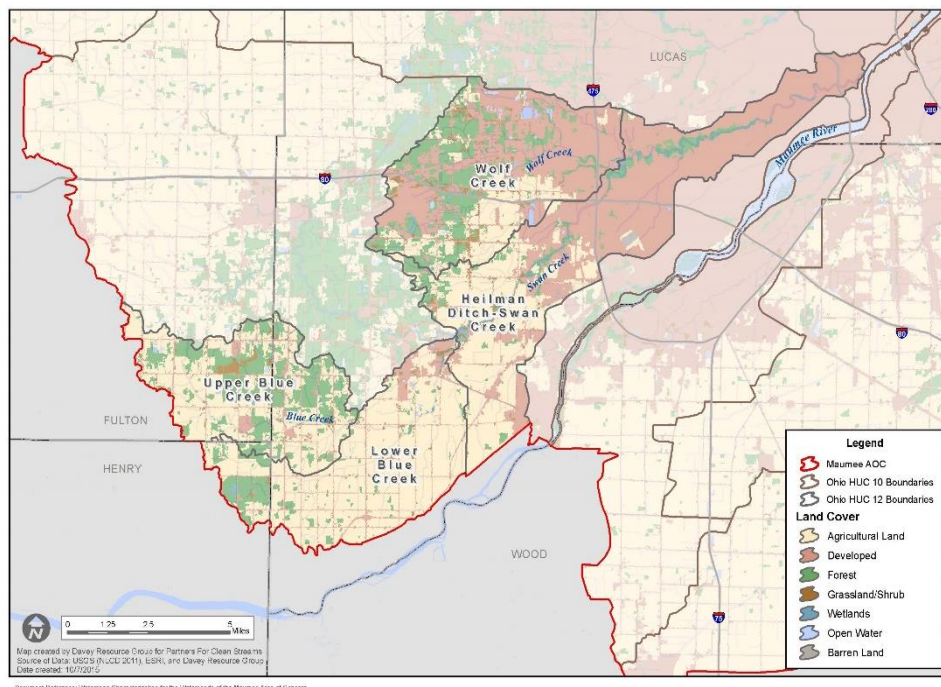 LUCAS
475
280
Maumee River
Wolf Creek
Wolf
Creek
80
Swan Creek
Heilman
Ditch-Swan
Creek
80
Upper Blue
Creek
Blue Creek
FULTON
HENRY
Lower
Blue
Creek
WOOD
75
Legend
Maumee AOC
Ohio HUC 10 Boundaries
Ohio HUC 12 Boundaries
Land Cover
Agricultural Land
Developed
Forest
Grassland/Shrub
Wetlands
Open Water
Barren Land
N
0 1.25 2.5 5
Miles
Map created by Davey Resource Group for Partners For Clean Streams
Source of Data: USGS (NLCD 2011), ESRI, and Davey Resource Group
Date created: 10/7/2015